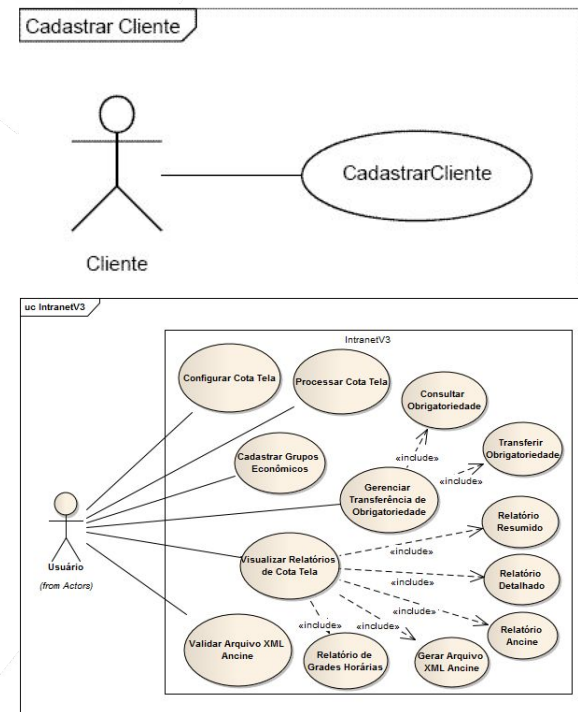 Cadastrar Cliente
CadastrarCliente
Cliente
uc IntranetV3
IntranetV3
Configurar Cota Tela
Processar Cota Tela
Consultar
Obrigatoriedade
Transferir
Obrigatoriedade
«include»
«include»
Cadastrar Grupos
Econômicos
Gerenciar
Transferência de
Obrigatoriedade
Relatório
Resumido
«include»
Usuário
(from Actors)
Visualizar Relatórios
de Cota Tela
Relatório
Detalhado
«include»
Relatório
Ancine
«include»
«include»
«include»
Validar Arquivo XML
Ancine
Relatório de
Grades Horárias
Gerar Arquivo
XML Ancine